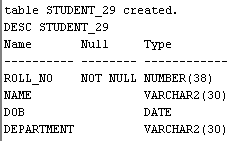 table STUDENT_29 created.
DESC STUDENT_29
Name Null Type
---------- -------- ------------
ROLL_NO NOT NULL NUMBER(38)
NAME VARCHAR2(30)
DOB DATE
DEPARTMENT VARCHAR2(30)